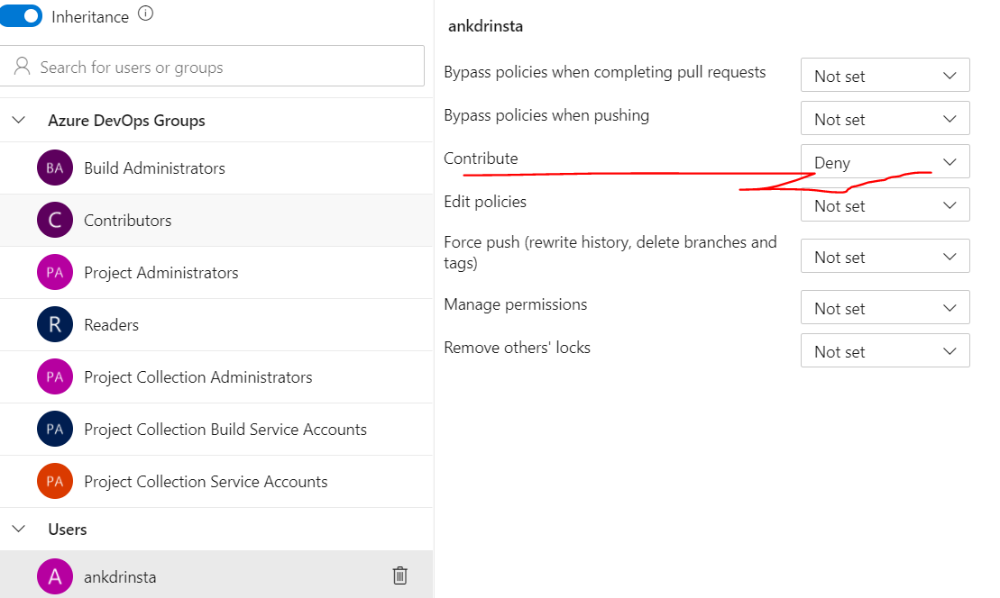 Inheritance
Search for users or groups
Azure DevOps Groups
BA Build Administrators
C Contributors
PA Project Administrators
R Readers
PA Project Collection Administrators
PA Project Collection Build Service Accounts
PA Project Collection Service Accounts
Users
A ankdrinsta
ankdrinsta
Bypass policies when completing pull requests Not set
Bypass policies when pushing Not set
Contribute Deny
Edit policies Not set
Force push (rewrite history, delete branches and
tags) Not set
Manage permissions Not set
Remove others' locks Not set